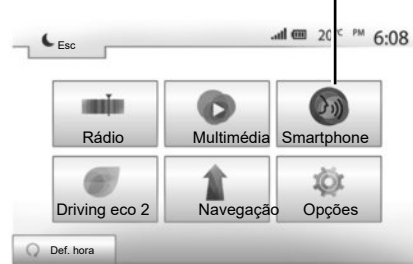 Esc
20°C PM 6:08
Rádio Multimédia Smartphone
Driving eco 2 Navegação Opções
Def. hora